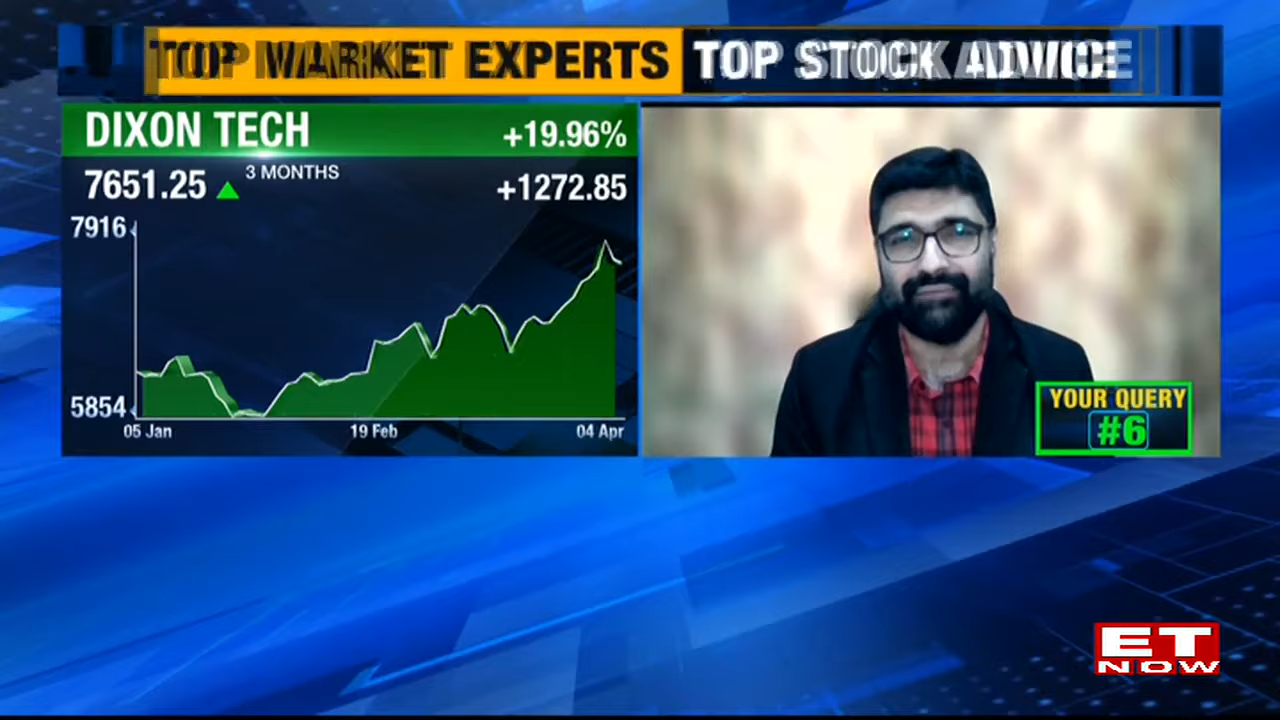 TOP MARKET EXPERTS TOP STOCK
DIXON TECH +19.96%
7651.25 3 MONTHS +1272.85
7916
5854
05 Jan 19 Feb 04 Apr
YOUR QUERY
#6
ET
NOW